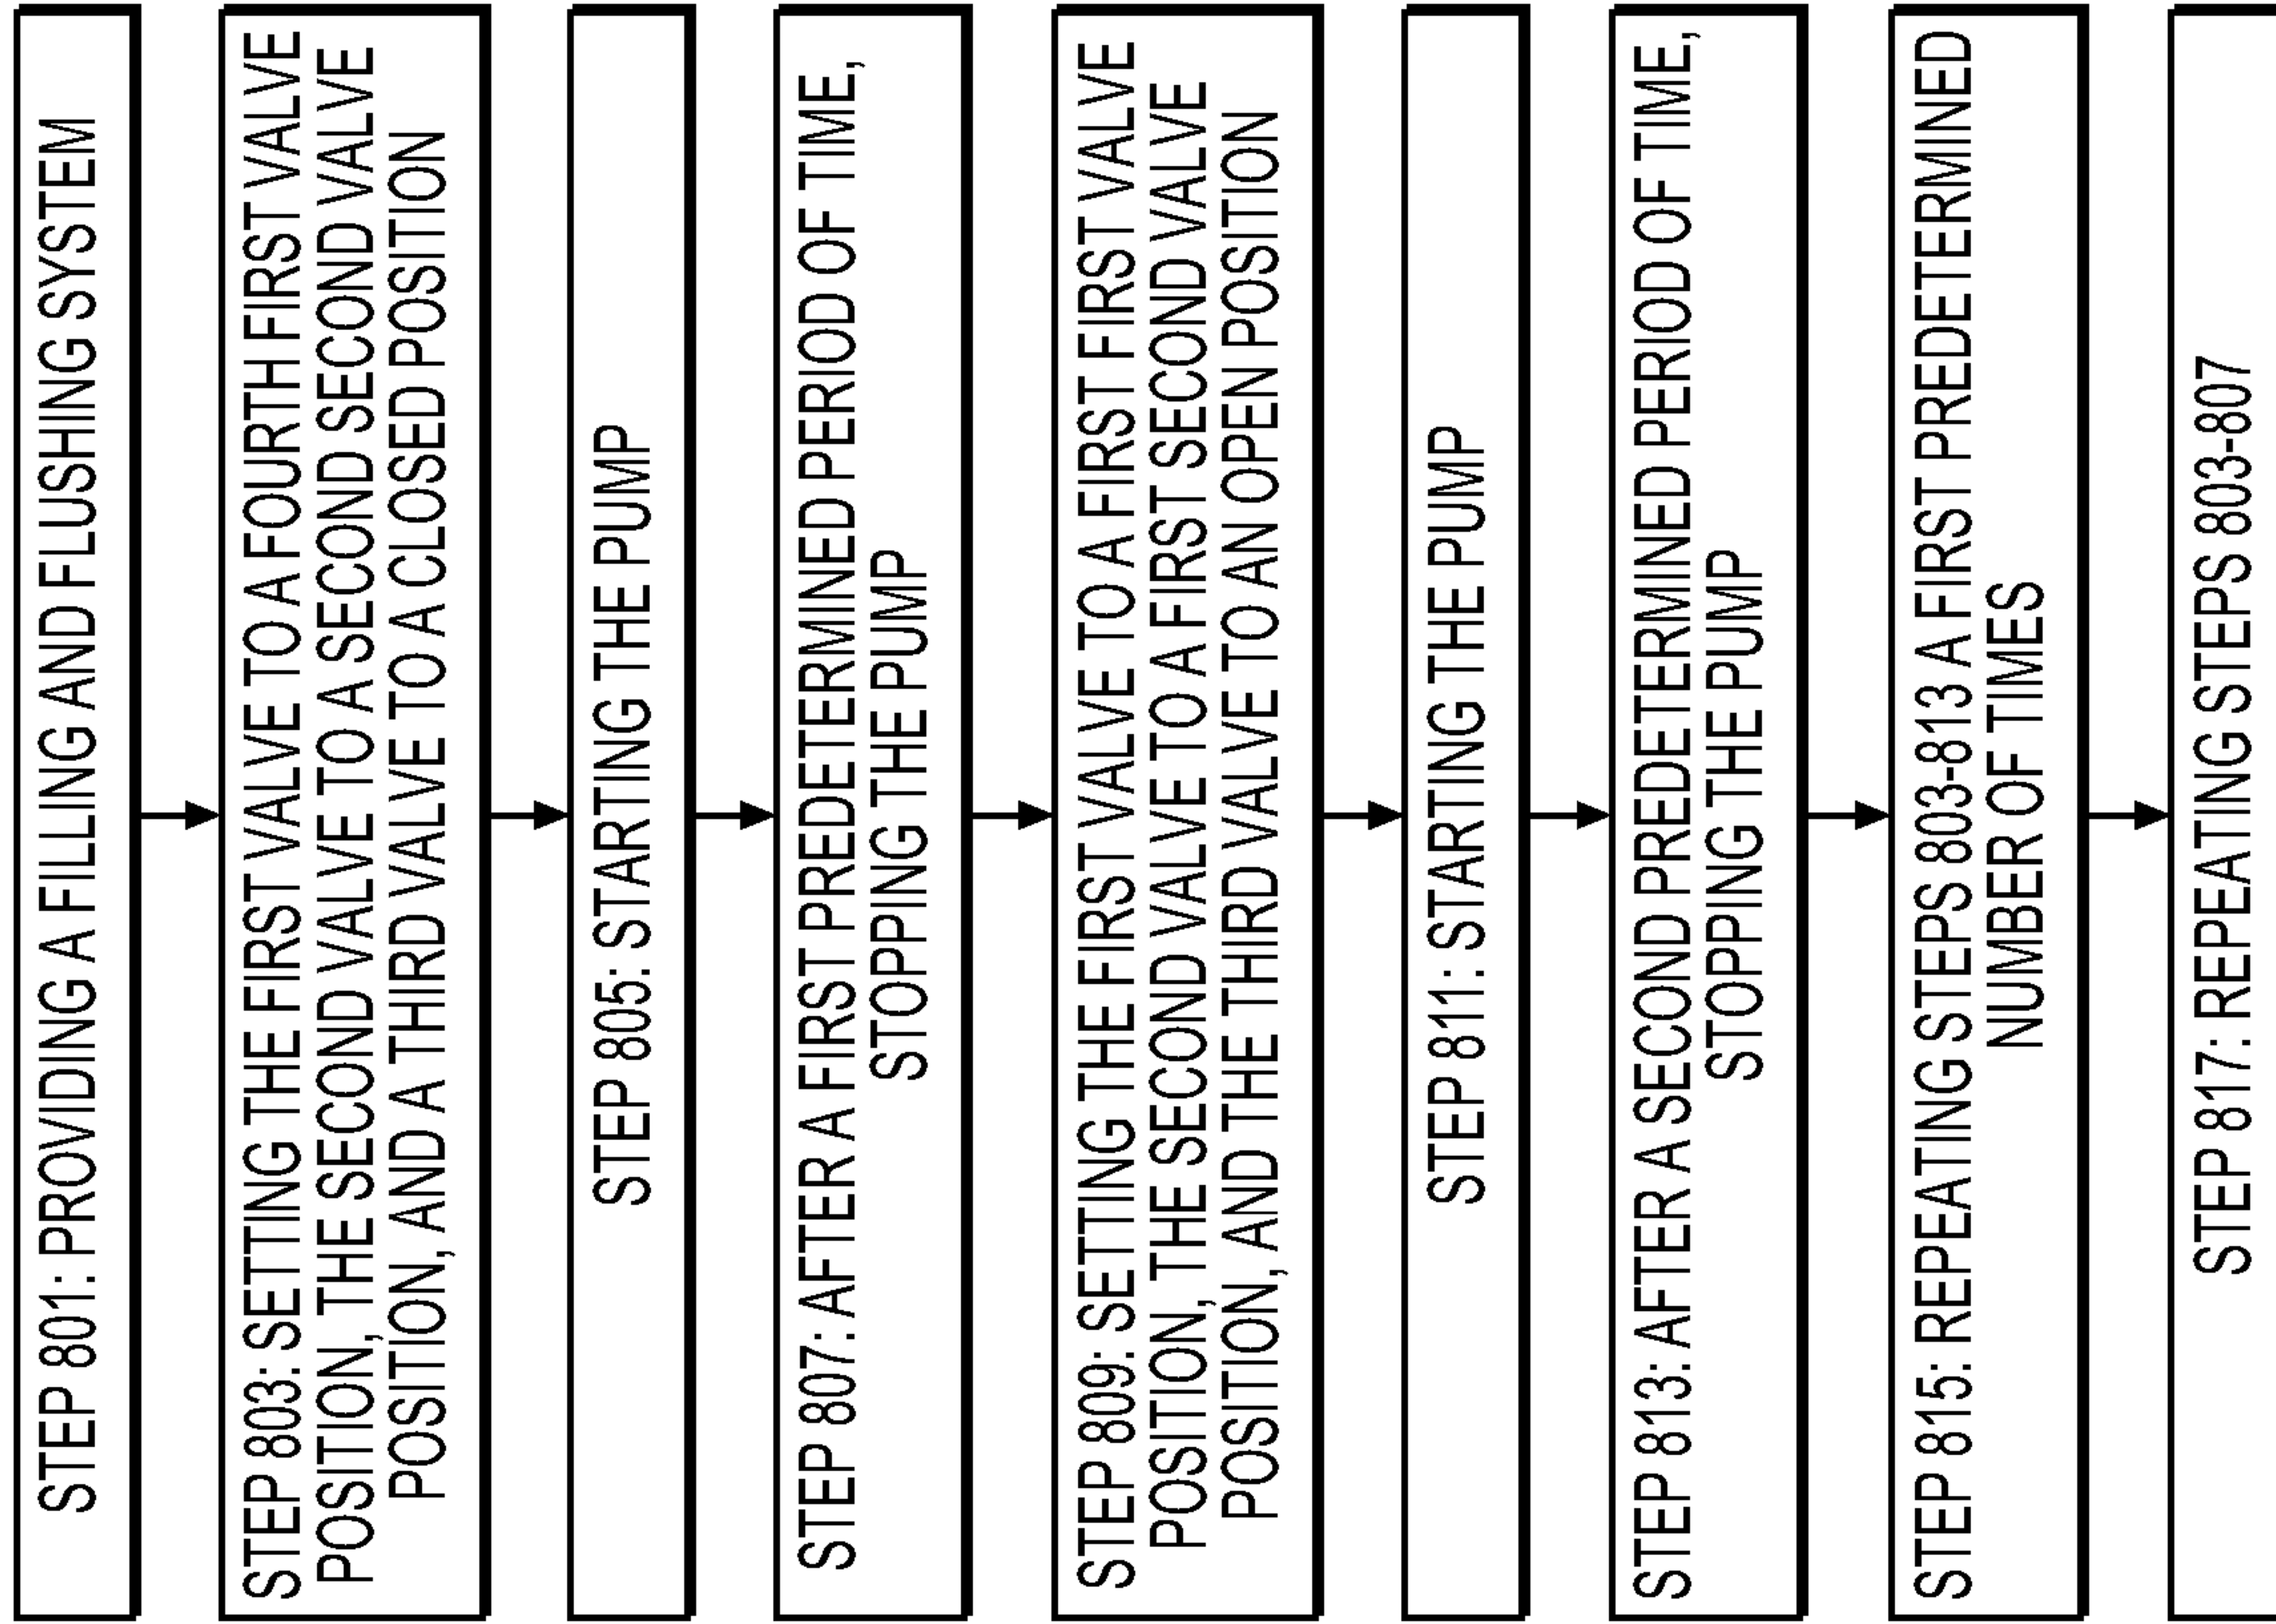 STEP 801: PROVIDING A FILLING AND FLUSHING SYSTEM
STEP 803: SETTING THE FIRST VALVE TO A FOURTH FIRST VALVE
POSITION, THE SECOND VALVE TO A SECOND SECOND VALVE
POSITION, AND A THIRD VALVE TO A CLOSED POSITION
STEP 805: STARTING THE PUMP
STEP 807: AFTER A FIRST PREDETERMINED PERIOD OF TIME,
STOPPING THE PUMP
STEP 809: SETTING THE FIRST VALVE TO A FIRST FIRST VALVE
POSITION, THE SECOND VALVE TO A FIRST SECOND VALVE
POSITION, AND THE THIRD VALVE TO AN OPEN POSITION
STEP 811: STARTING THE PUMP
STEP 813: AFTER A SECOND PREDETERMINED PERIOD OF TIME,
STOPPING THE PUMP
STEP 815: REPEATING STEPS 803-813 A FIRST PREDETERMINED
NUMBER OF TIMES
STEP 817: REPEATING STEPS 803-807